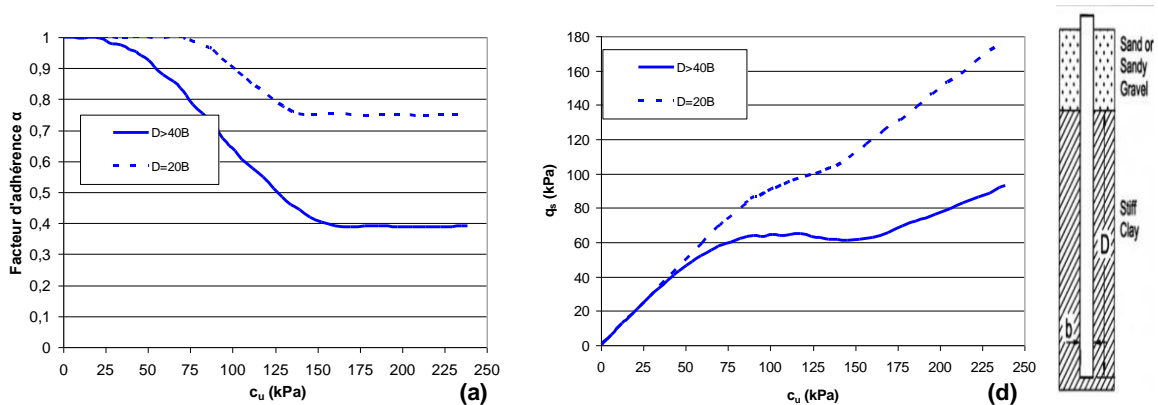 Facteur d'adhérence α
1
0,9
0,8
0,7
0,6
0,5
0,4
0,3
0,2
0,1
0
D>40B
D=20B
0 25 50 75 100 125 150 175 200 225 250
c_u (kPa)
(a)
q_s (kPa)
180
160
140
120
100
80
60
40
20
0
D>40B
D=20B
0 25 50 75 100 125 150 175 200 225 250
c_u (kPa)
(d)
Sand or
Sandy
Gravel
Stiff
Clay
D
b